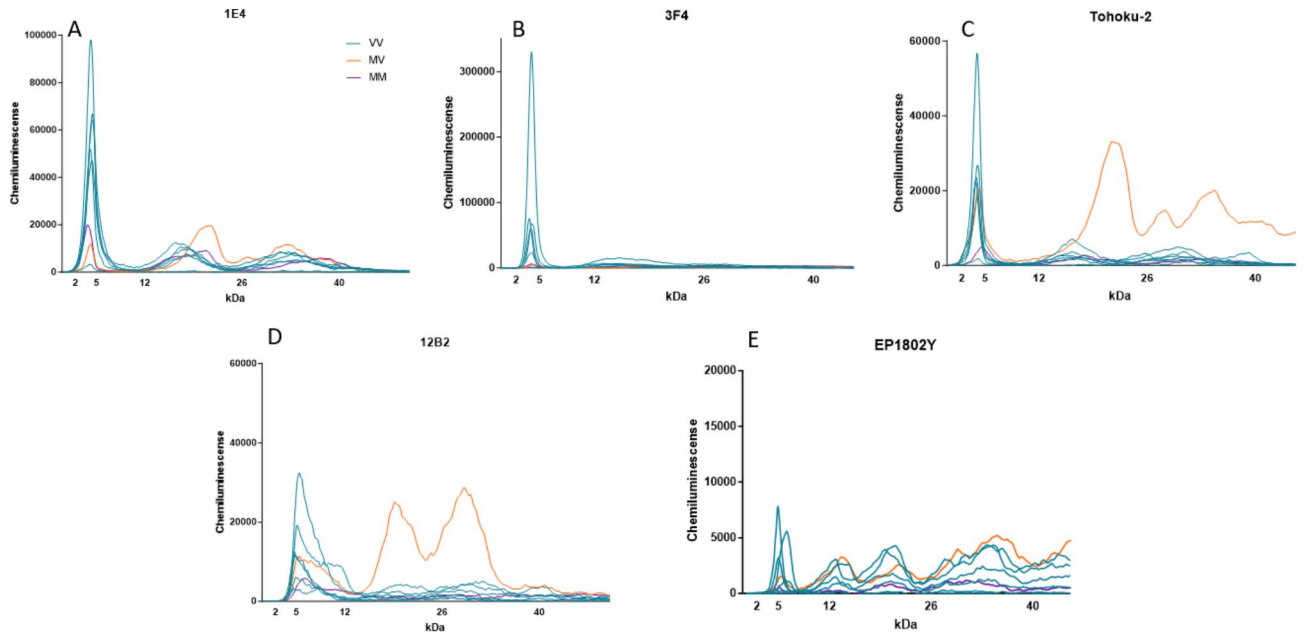 A
1E4
Chemiluminescense
100000
80000
60000
40000
20000
0
2 5 12 26 40
kDa
VV
MV
MM
B
3F4
Chemiluminescense
300000
200000
100000
0
2 5 12 26 40
kDa
C
Tohoku-2
Chemiluminescense
60000
40000
20000
0
2 5 12 26 40
kDa
D
12B2
Chemiluminescense
60000
40000
20000
0
2 5 12 26 40
kDa
E
EP1802Y
Chemiluminescense
20000
15000
10000
5000
0
2 5 12 26 40
kDa